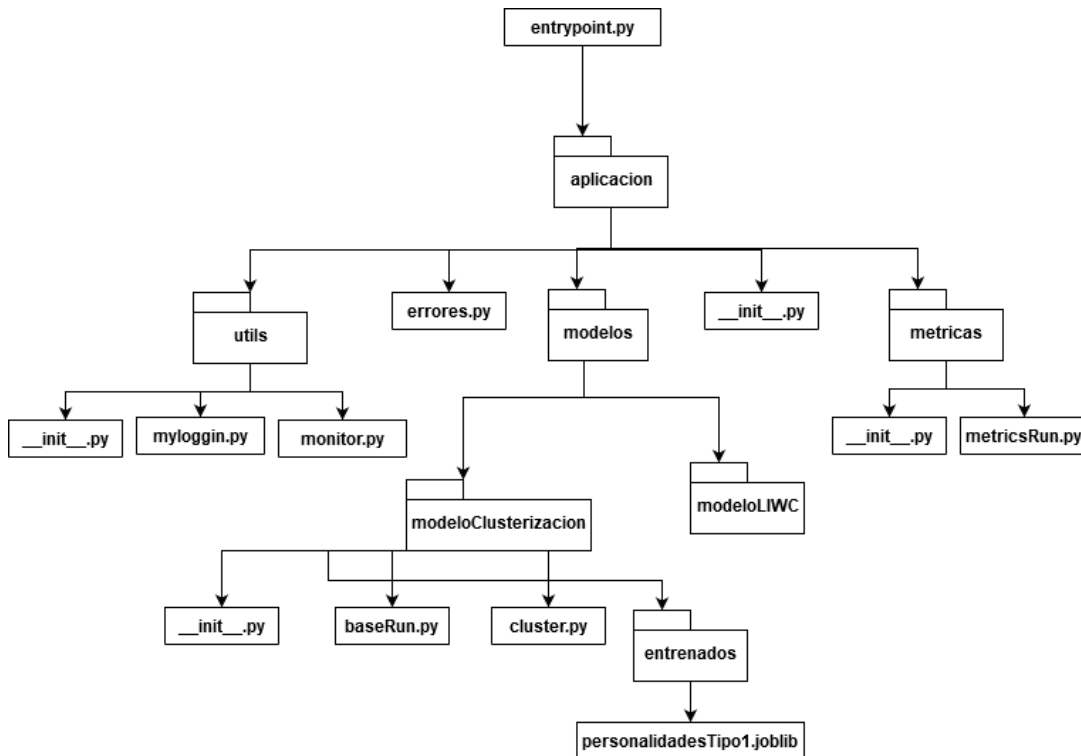 entrypoint.py
aplicacion
utils
errores.py
modelos
__init__.py
metricas
__init__.py
myloggin.py
monitor.py
__init__.py
metricsRun.py
modeloClusterizacion
modeloLIWC
__init__.py
baseRun.py
cluster.py
entrenados
personalidadesTipo1.joblib